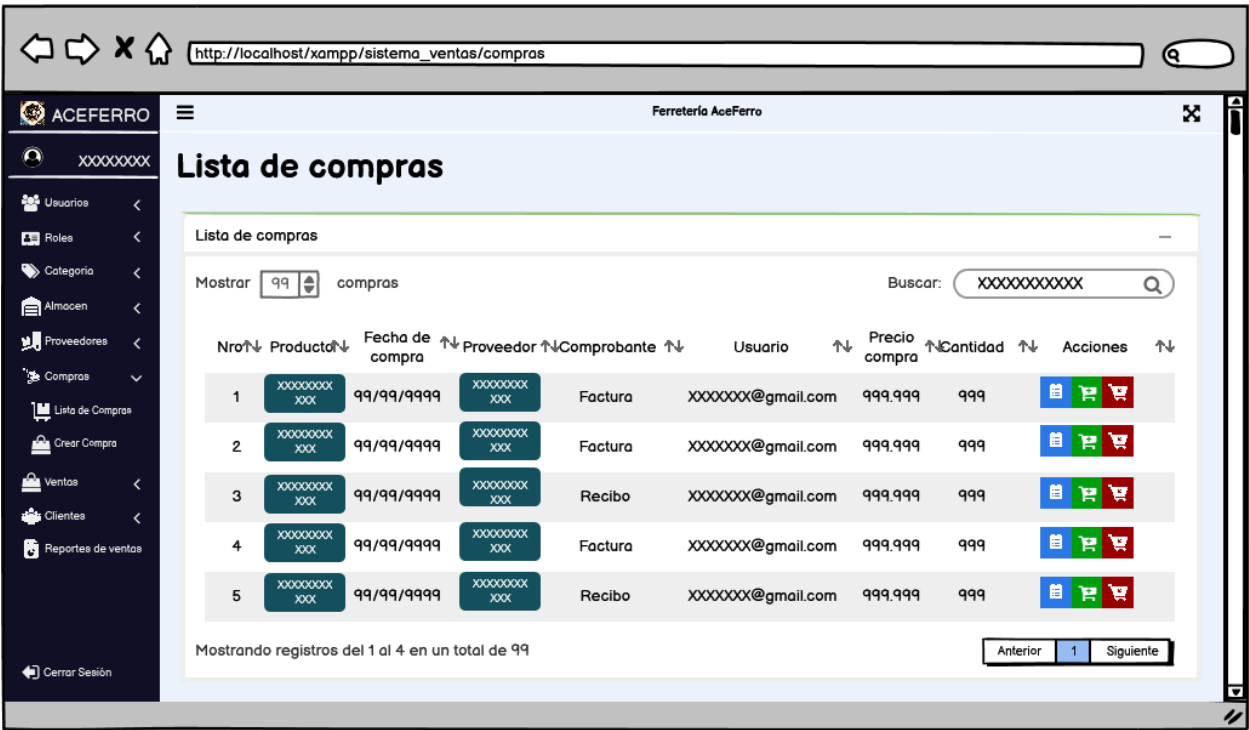 http://localhost/xampp/sistema_ventas/compras
ACEFERRO
Ferretería AceFerro
XXXXXXXX
Lista de compras
Usuarios
Roles
Categoria
Almacen
Proveedores
Compras
Lista de Compras
Crear Compra
Ventas
Clientes
Reportes de ventas
Cerrar Sesión
Lista de compras
Mostrar 99 compras
Buscar: XXXXXXXXXXX
Nro Producto Fecha de compra Proveedor Comprobante Usuario Precio compra Cantidad Acciones
1 XXXXXXXX XXX 99/99/9999 XXXXXXXX XXX Factura XXXXXXX@gmail.com 999.999 999
2 XXXXXXXX XXX 99/99/9999 XXXXXXXX XXX Factura XXXXXXX@gmail.com 999.999 999
3 XXXXXXXX XXX 99/99/9999 XXXXXXXX XXX Recibo XXXXXXX@gmail.com 999.999 999
4 XXXXXXXX XXX 99/99/9999 XXXXXXXX XXX Factura XXXXXXX@gmail.com 999.999 999
5 XXXXXXXX XXX 99/99/9999 XXXXXXXX XXX Recibo XXXXXXX@gmail.com 999.999 999
Mostrando registros del 1 al 4 en un total de 99
Anterior 1 Siguiente